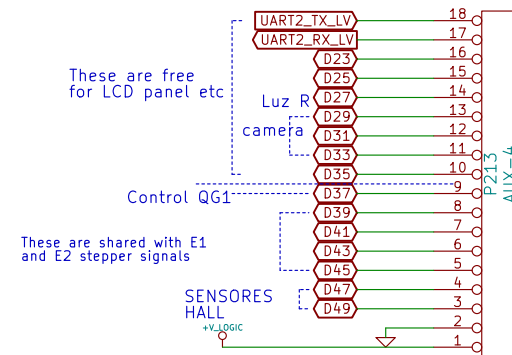 UART2_TX_LV 18
UART2_RX_LV 17
D23 16
These are free
for LCD panel etc
D25 15
D27 14
Luz R
D29 13
camera
D31 12
D33 11
D35 10
D37 9
Control QG1
D39 8
D41 7
These are shared with E1
and E2 stepper signals
D43 6
D45 5
D47 4
SENSORES
HALL
D49 3
+V_LOGIC
2
1
P213
AUX-4